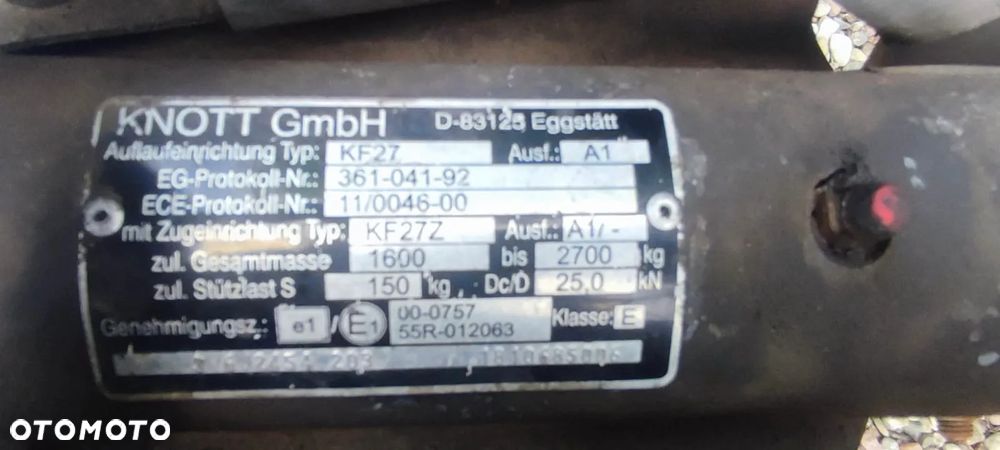 KNOTT GmbH D-83125 Eggstätt
Auflaufeinrichtung Typ: KF27 Ausf.: A1
EG-Protokoll-Nr.: 361-041-92
ECE-Protokoll-Nr.: 11/0046-00
mit Zugeinrichtung Typ: KF27Z Ausf.: A1/-
zul. Gesamtmasse 1600 bis 2700 kg
zul. Stützlast S 150 kg, Dc/D 25,0 kN
Genehmigungsz.: e1 / E1 00-0757 Klasse: E
55R-012063
OTOMOTO